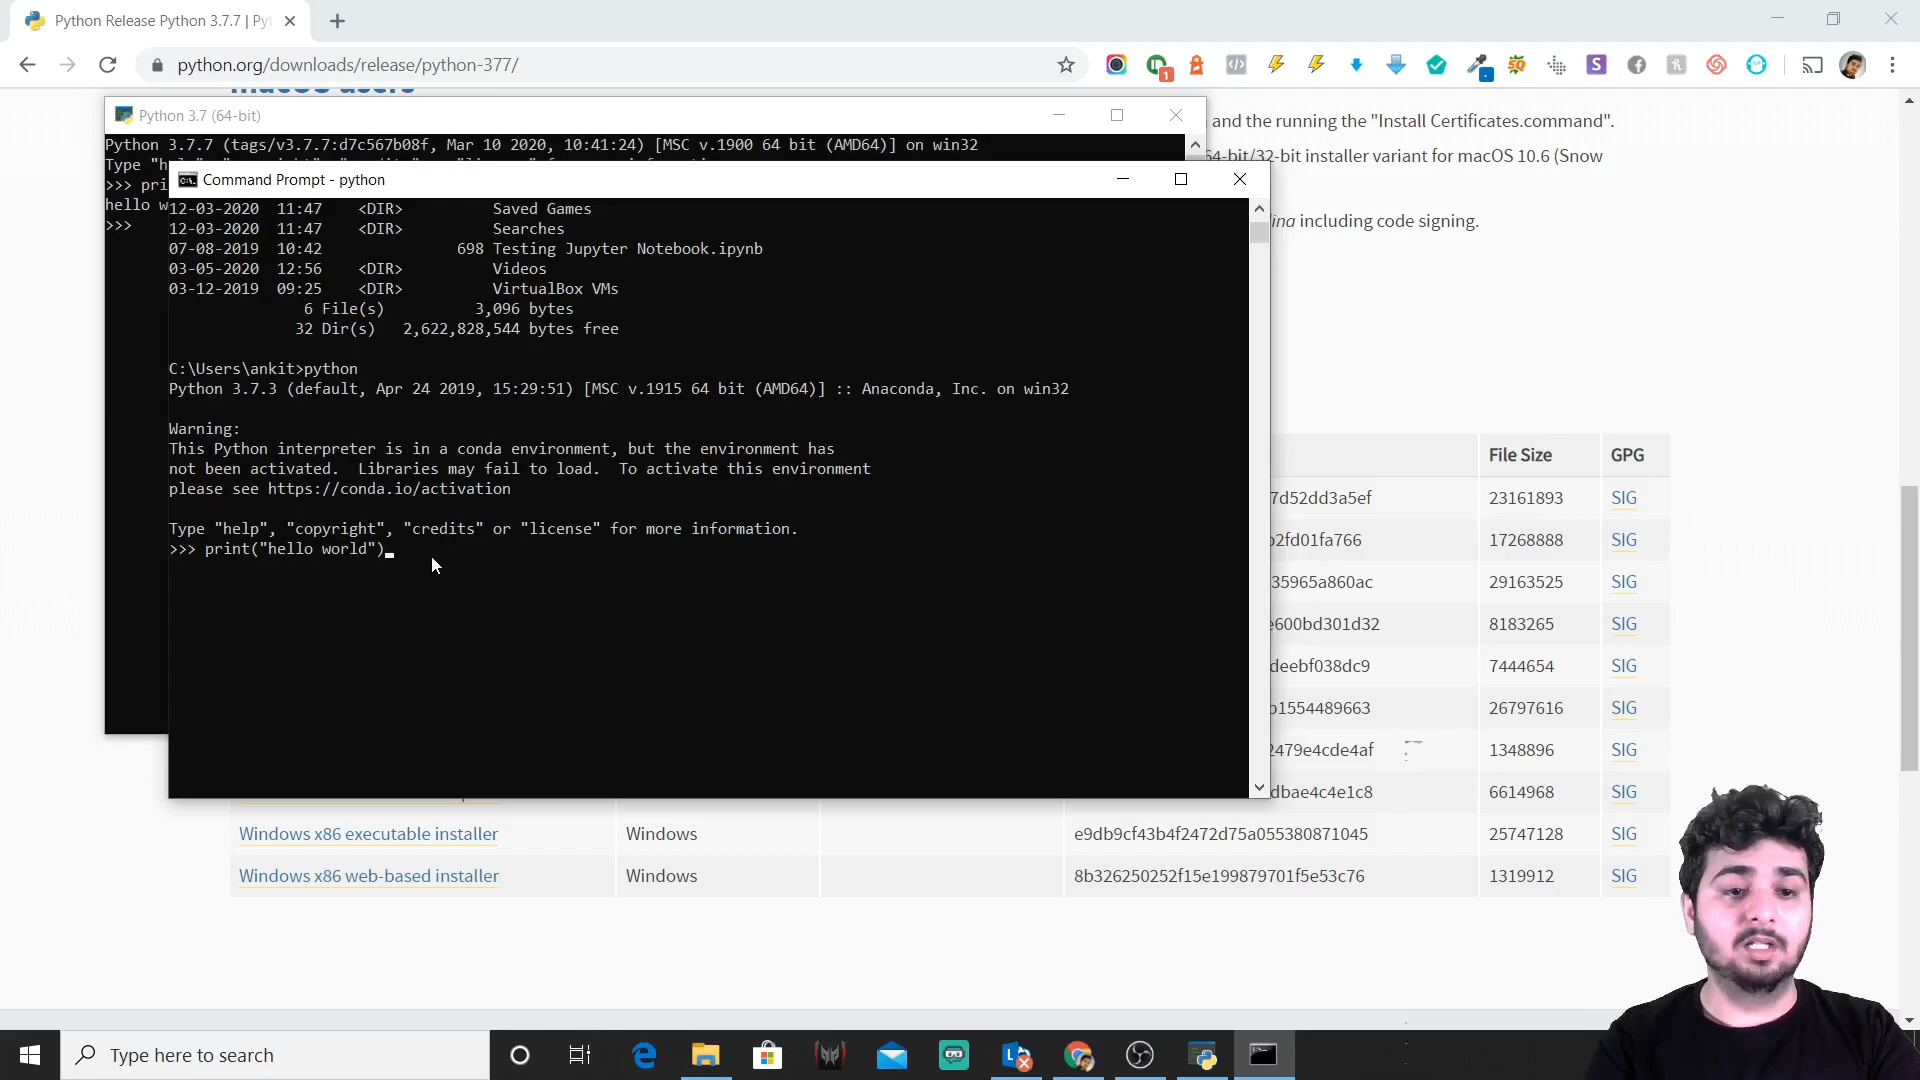 Python Release Python 3.7.7 | Py
python.org/downloads/release/python-377/
1
macOS users
and the running the "Install Certificates.command".
64-bit/32-bit installer variant for macOS 10.6 (Snow
including code signing.
Python 3.7 (64-bit)
Python 3.7.7 (tags/v3.7.7:d7c567b08f, Mar 10 2020, 10:41:24) [MSC v.1900 64 bit (AMD64)] on win32
Type "h
>>> pri
hello w
>>>
Command Prompt - python
12-03-2020 11:47 <DIR> Saved Games
12-03-2020 11:47 <DIR> Searches
07-08-2019 10:42 698 Testing Jupyter Notebook.ipynb
03-05-2020 12:56 <DIR> Videos
03-12-2019 09:25 <DIR> VirtualBox VMs
6 File(s) 3,096 bytes
32 Dir(s) 2,622,828,544 bytes free
C:\Users\ankit>python
Python 3.7.3 (default, Apr 24 2019, 15:29:51) [MSC v.1915 64 bit (AMD64)] :: Anaconda, Inc. on win32
Warning:
This Python interpreter is in a conda environment, but the environment has
not been activated. Libraries may fail to load. To activate this environment
please see https://conda.io/activation
Type "help", "copyright", "credits" or "license" for more information.
>>> print("hello world")
File Size GPG
7d52dd3a5ef 23161893 SIG
2fd01fa766 17268888 SIG
35965a860ac 29163525 SIG
e600bd301d32 8183265 SIG
deebf038dc9 7444654 SIG
b1554489663 26797616 SIG
2479e4cde4af 1348896 SIG
dbae4c4e1c8 6614968 SIG
Windows x86 executable installer Windows e9db9cf43b4f2472d75a055380871045 25747128 SIG
Windows x86 web-based installer Windows 8b326250252f15e199879701f5e53c76 1319912 SIG
Type here to search